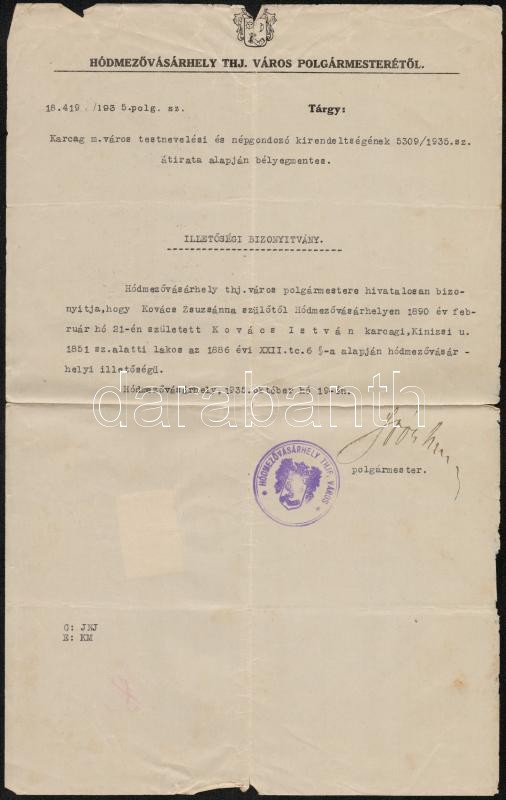 HÓDMEZŐVÁSÁRHELY THJ. VÁROS POLGÁRMESTERÉTŐL.
18.419 /193 5.polg. sz. Tárgy:
Karcag m.város testnevelési és népgondozó kirendeltségének 5309/1935.sz.
átirata alapján bélyegmentes.
ILLETŐSÉGI BIZONYITVÁNY.
Hódmezővásárhely thj.város polgármestere hivatalosan bizo-
nyitja,hogy Kovács Zsuzsánna szülőtől Hódmezővásárhelyen 1890 év feb-
ruár hó 21-én született Kovács István karcagi,Kinizsi u.
1851 sz.alatti lakos az 1886 évi XXII.tc.6 §-a alapján hódmezővásár-
helyi illetőségű.
Hódmezővásárhely,1935.október hó 19-én.
darabanth
polgármester.
HÓDMEZŐVÁSÁRHELY THJF. VÁROS
G: JNJ
E: KM